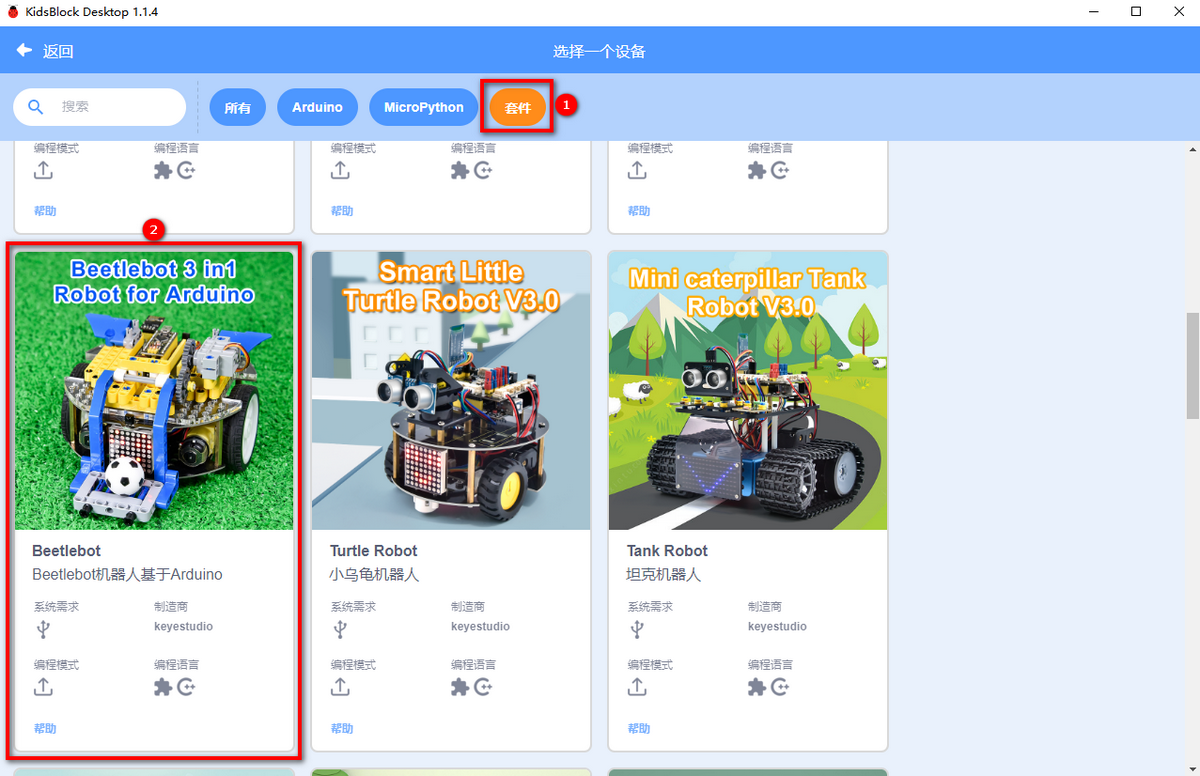 KidsBlock Desktop 1.1.4
返回
选择一个设备
搜索
所有
Arduino
MicroPython
套件
1
编程模式
编程语言
编程模式
编程语言
编程模式
编程语言
帮助
帮助
帮助
2
Beetlebot 3 in1
Robot for Arduino
Smart Little
Turtle Robot V3.0
Mini caterpillar Tank
Robot V3.0
Beetlebot
Beetlebot机器人基于Arduino
系统需求
制造商
keyestudio
编程模式
编程语言
帮助
Turtle Robot
小乌龟机器人
系统需求
制造商
keyestudio
编程模式
编程语言
帮助
Tank Robot
坦克机器人
系统需求
制造商
keyestudio
编程模式
编程语言
帮助